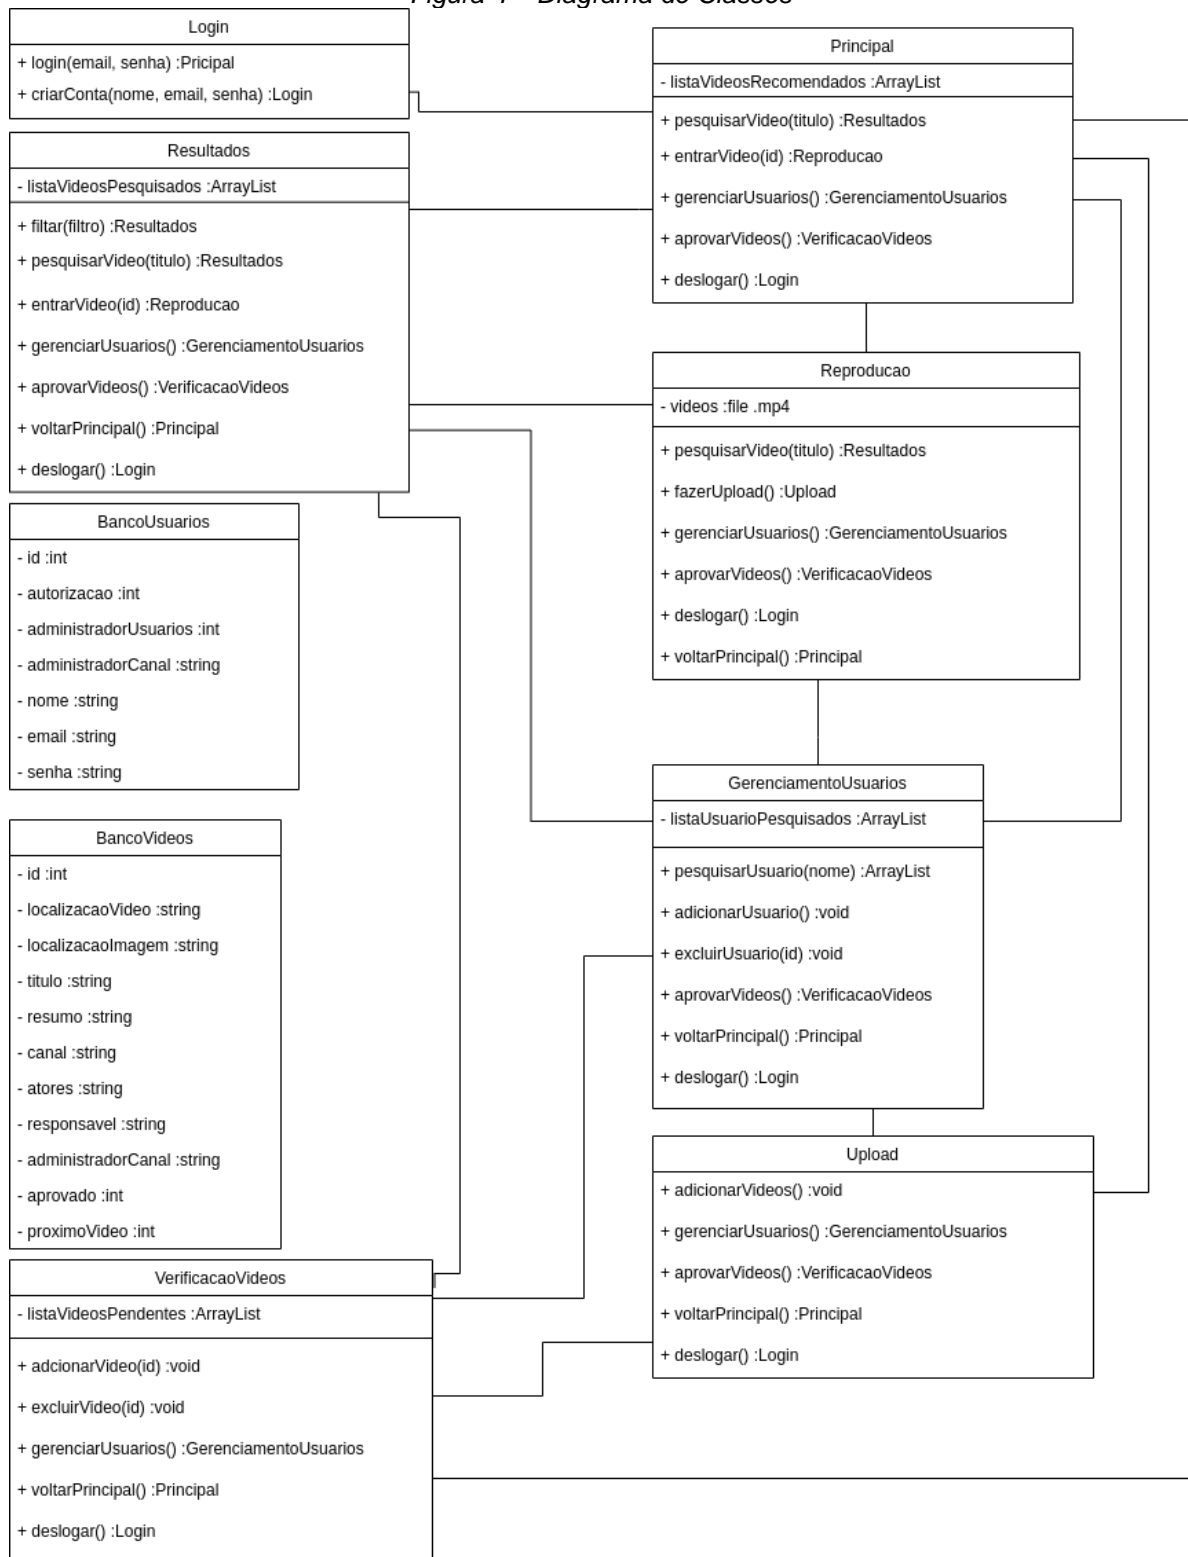 Login
+ login(email, senha) :Pricipal
+ criarConta(nome, email, senha) :Login
Resultados
- listaVideosPesquisados :ArrayList
+ filtar(filtro) :Resultados
+ pesquisarVideo(titulo) :Resultados
+ entrarVideo(id) :Reproducao
+ gerenciarUsuarios() :GerenciamentoUsuarios
+ aprovarVideos() :VerificacaoVideos
+ voltarPrincipal() :Principal
+ deslogar() :Login
BancoUsuarios
- id :int
- autorizacao :int
- administradorUsuarios :int
- administradorCanal :string
- nome :string
- email :string
- senha :string
BancoVideos
- id :int
- localizacaoVideo :string
- localizacaoImagem :string
- titulo :string
- resumo :string
- canal :string
- atores :string
- responsavel :string
- administradorCanal :string
- aprovado :int
- proximoVideo :int
VerificacaoVideos
- listaVideosPendentes :ArrayList
+ adcionarVideo(id) :void
+ excluirVideo(id) :void
+ gerenciarUsuarios() :GerenciamentoUsuarios
+ voltarPrincipal() :Principal
+ deslogar() :Login
Principal
- listaVideosRecomendados :ArrayList
+ pesquisarVideo(titulo) :Resultados
+ entrarVideo(id) :Reproducao
+ gerenciarUsuarios() :GerenciamentoUsuarios
+ aprovarVideos() :VerificacaoVideos
+ deslogar() :Login
Reproducao
- videos :file .mp4
+ pesquisarVideo(titulo) :Resultados
+ fazerUpload() :Upload
+ gerenciarUsuarios() :GerenciamentoUsuarios
+ aprovarVideos() :VerificacaoVideos
+ deslogar() :Login
+ voltarPrincipal() :Principal
GerenciamentoUsuarios
- listaUsuarioPesquisados :ArrayList
+ pesquisarUsuario(nome) :ArrayList
+ adicionarUsuario() :void
+ excluirUsuario(id) :void
+ aprovarVideos() :VerificacaoVideos
+ voltarPrincipal() :Principal
+ deslogar() :Login
Upload
+ adicionarVideos() :void
+ gerenciarUsuarios() :GerenciamentoUsuarios
+ aprovarVideos() :VerificacaoVideos
+ voltarPrincipal() :Principal
+ deslogar() :Login